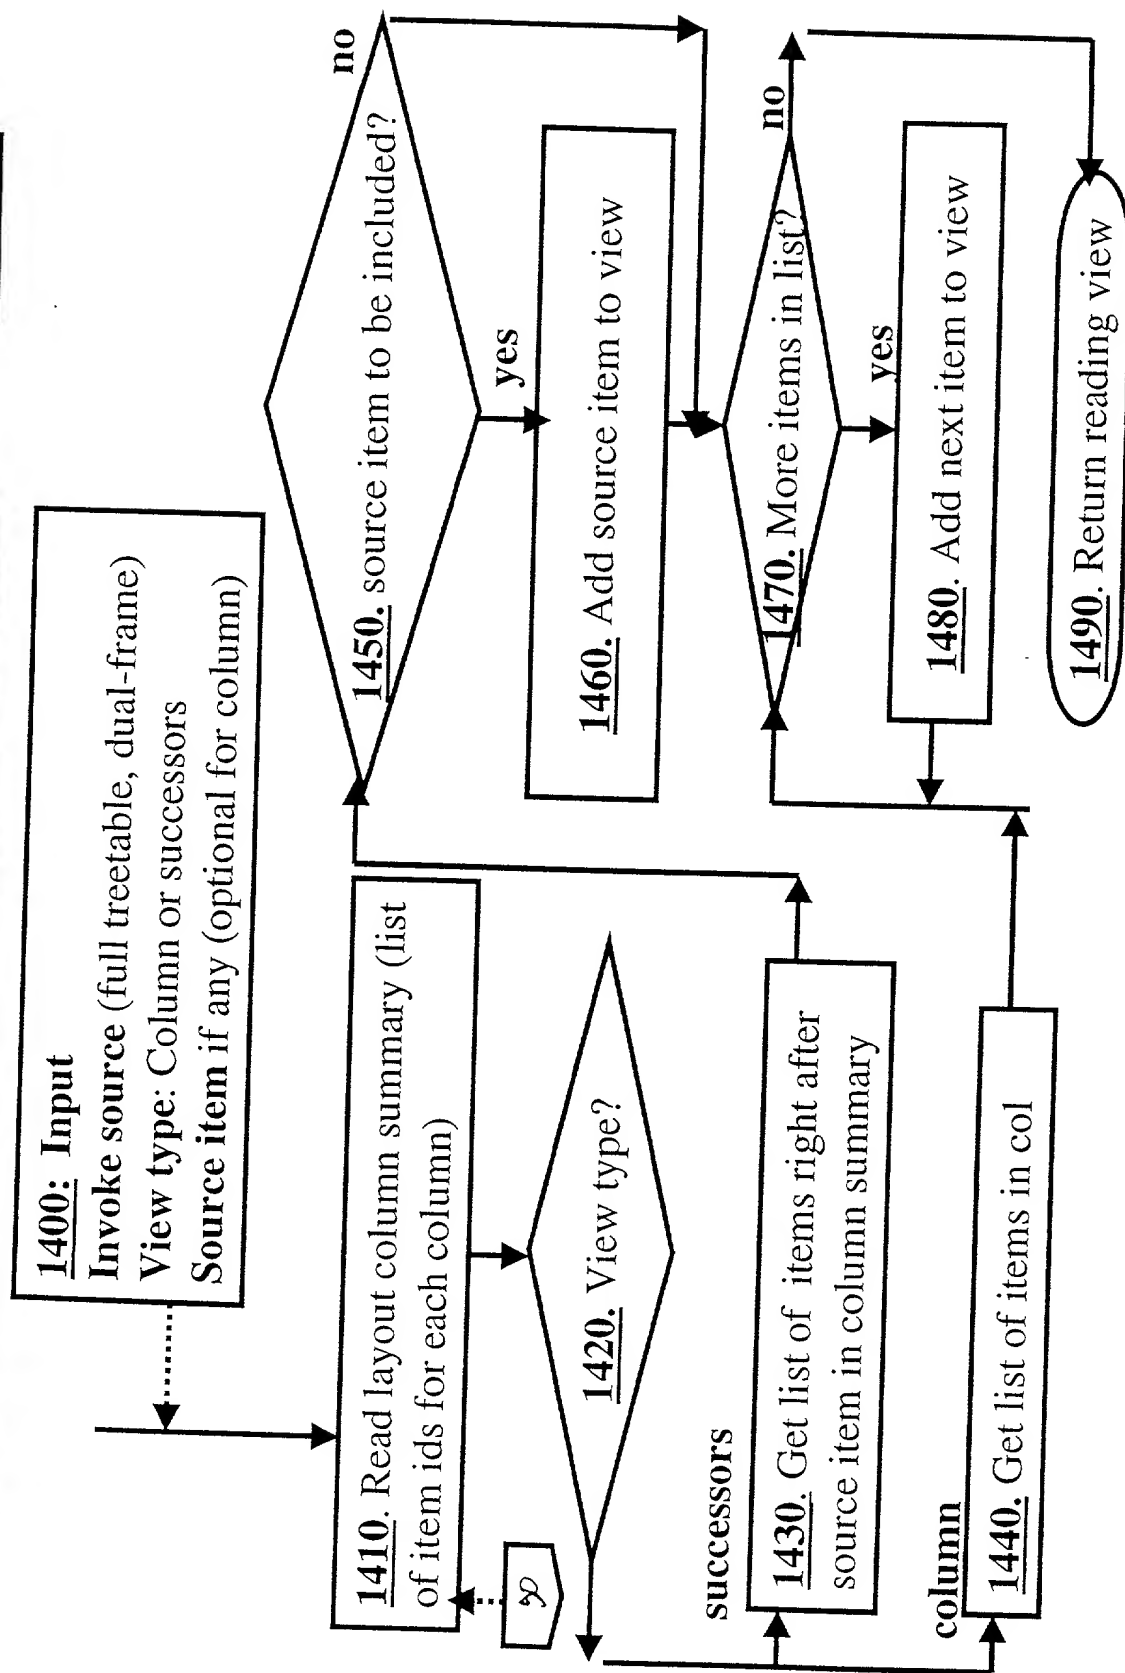 1400: Input
Invoke source (full treetable, dual-frame)
View type: Column or successors
Source item if any (optional for column)
1410. Read layout column summary (list
of item ids for each column)
1420. View type?
successors
1430. Get list of items right after
source item in column summary
column
1440. Get list of items in col
1450. source item to be included?
no
yes
1460. Add source item to view
1470. More items in list?
no
yes
1480. Add next item to view
1490. Return reading view